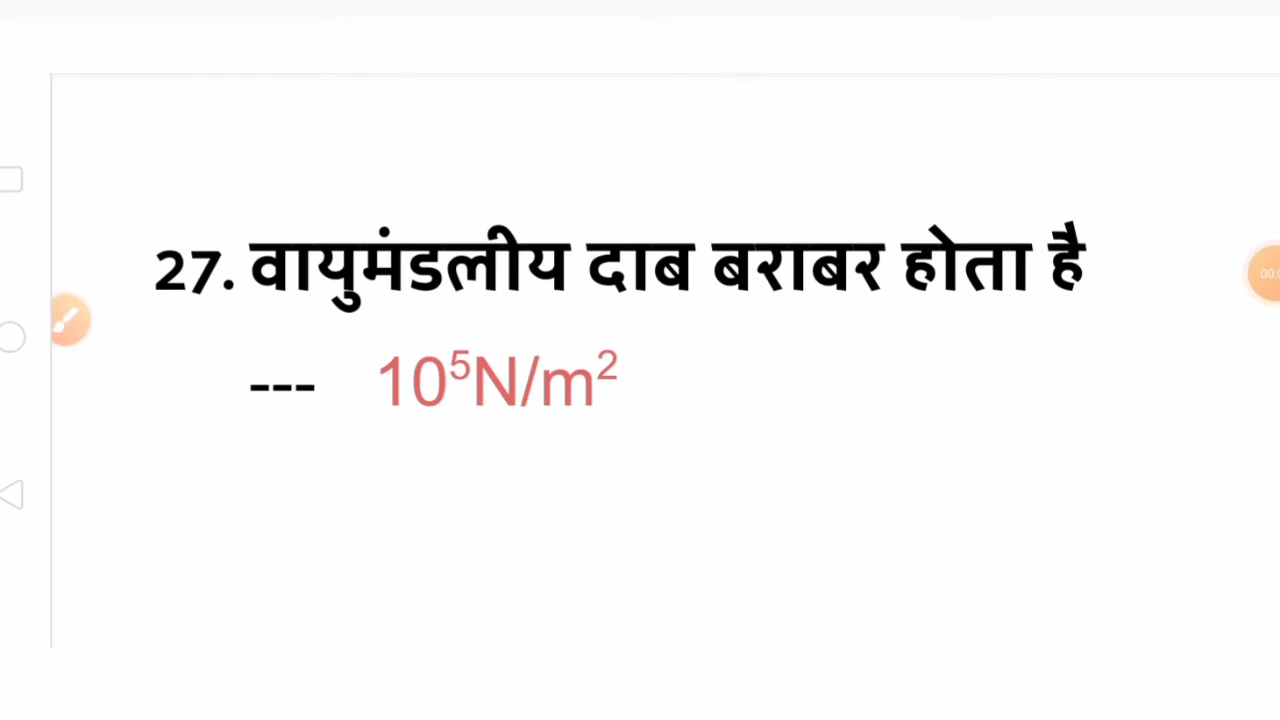 27. वायुमंडलीय दाब बराबर होता है
--- 10⁵N/m²